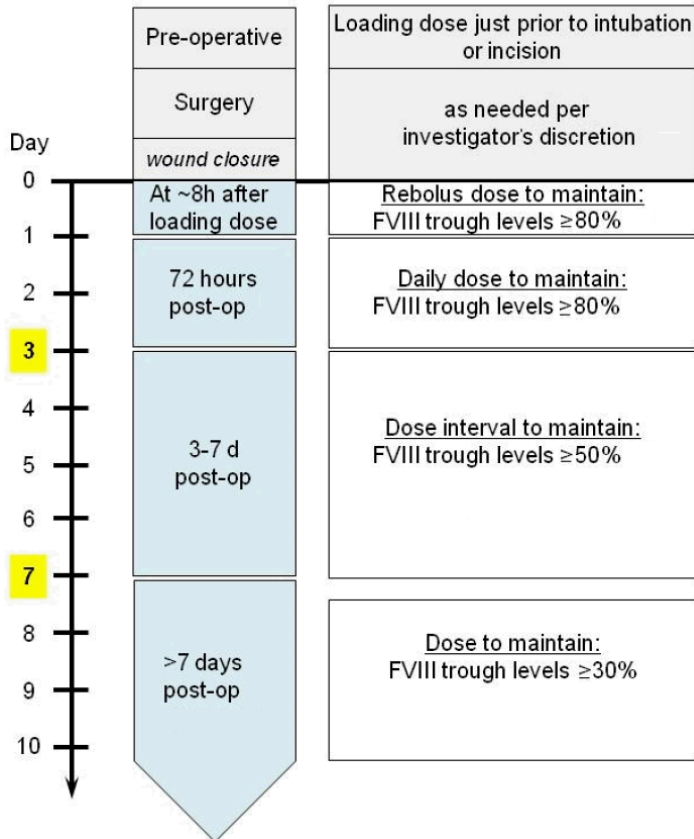 Pre-operative
Loading dose just prior to intubation
or incision
Surgery
as needed per
investigator's discretion
wound closure
Day
0
At ~8h after
loading dose
Rebolus dose to maintain:
FVIII trough levels ≥80%
1
72 hours
post-op
Daily dose to maintain:
FVIII trough levels ≥80%
2
3
4
3-7 d
post-op
Dose interval to maintain:
FVIII trough levels ≥50%
5
6
7
8
>7 days
post-op
Dose to maintain:
FVIII trough levels ≥30%
9
10